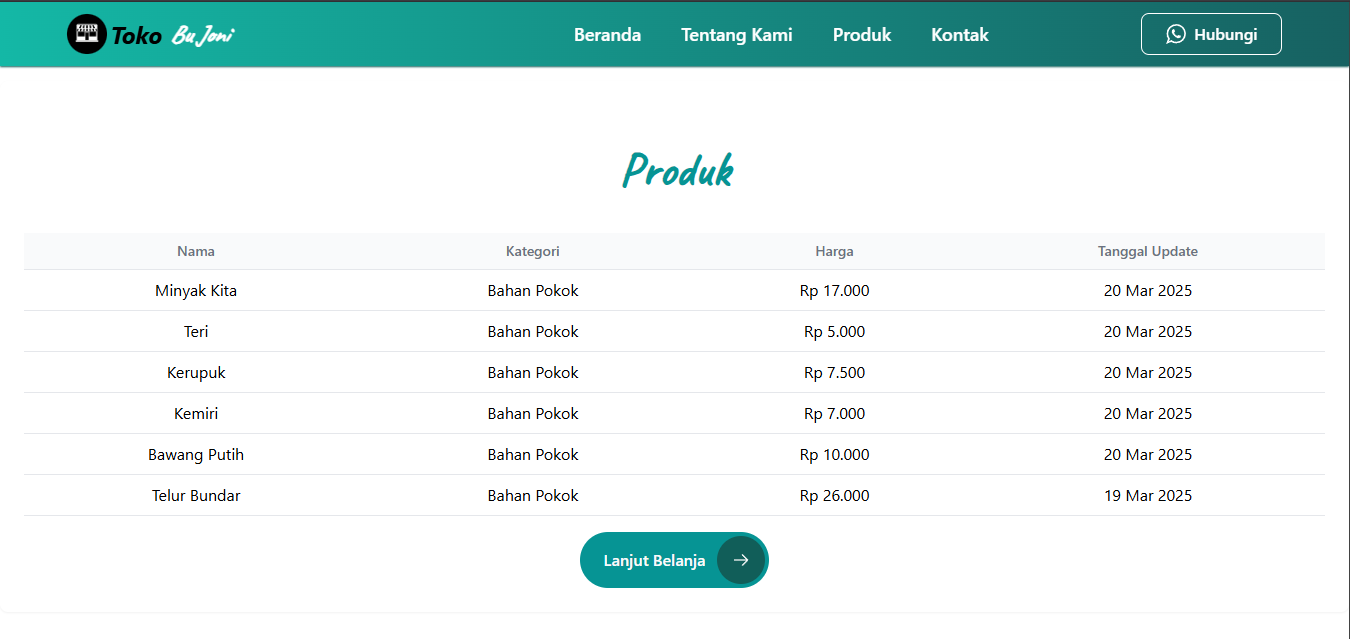 Toko Bu Joni Beranda Tentang Kami Produk Kontak Hubungi
Produk
Nama Kategori Harga Tanggal Update
Minyak Kita Bahan Pokok Rp 17.000 20 Mar 2025
Teri Bahan Pokok Rp 5.000 20 Mar 2025
Kerupuk Bahan Pokok Rp 7.500 20 Mar 2025
Kemiri Bahan Pokok Rp 7.000 20 Mar 2025
Bawang Putih Bahan Pokok Rp 10.000 20 Mar 2025
Telur Bundar Bahan Pokok Rp 26.000 19 Mar 2025
Lanjut Belanja